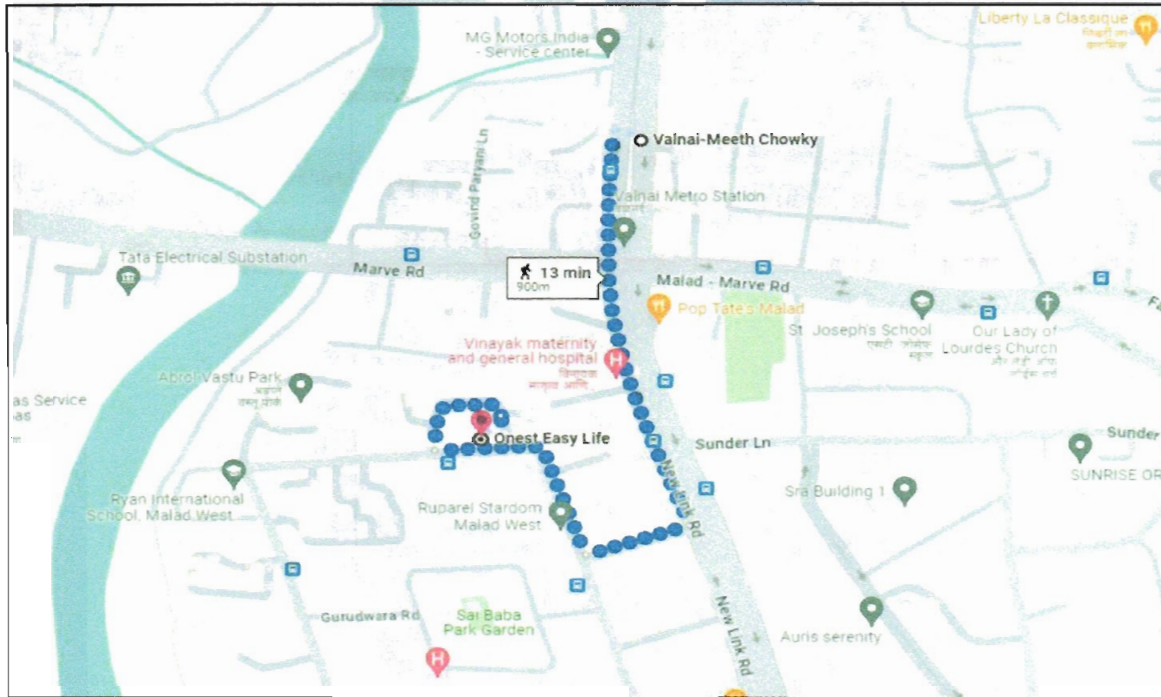 Liberty La Classique
MG Motors India
- Service center
Valnai-Meeth Chowky
Govind Paryani Ln
Valnai Metro Station
Tata Electrical Substation
Marve Rd
13 min
900m
Malad - Marve Rd
Pop Tate's Malad
St. Joseph's School
एसटी जोसेफ
स्कूल
Our Lady of
Lourdes Church
Vinayak maternity
and general hospital
विनायक
Abrol Vastu Park
as Service
Onest Easy Life
Sunder Ln
Sunder
SUNRISE OR
New Link Rd
Sra Building 1
Ryan International
School, Malad West
Ruparel Stardom
Malad West
Gurudwara Rd
Sai Baba
Park Garden
New Link Rd
Auris serenity